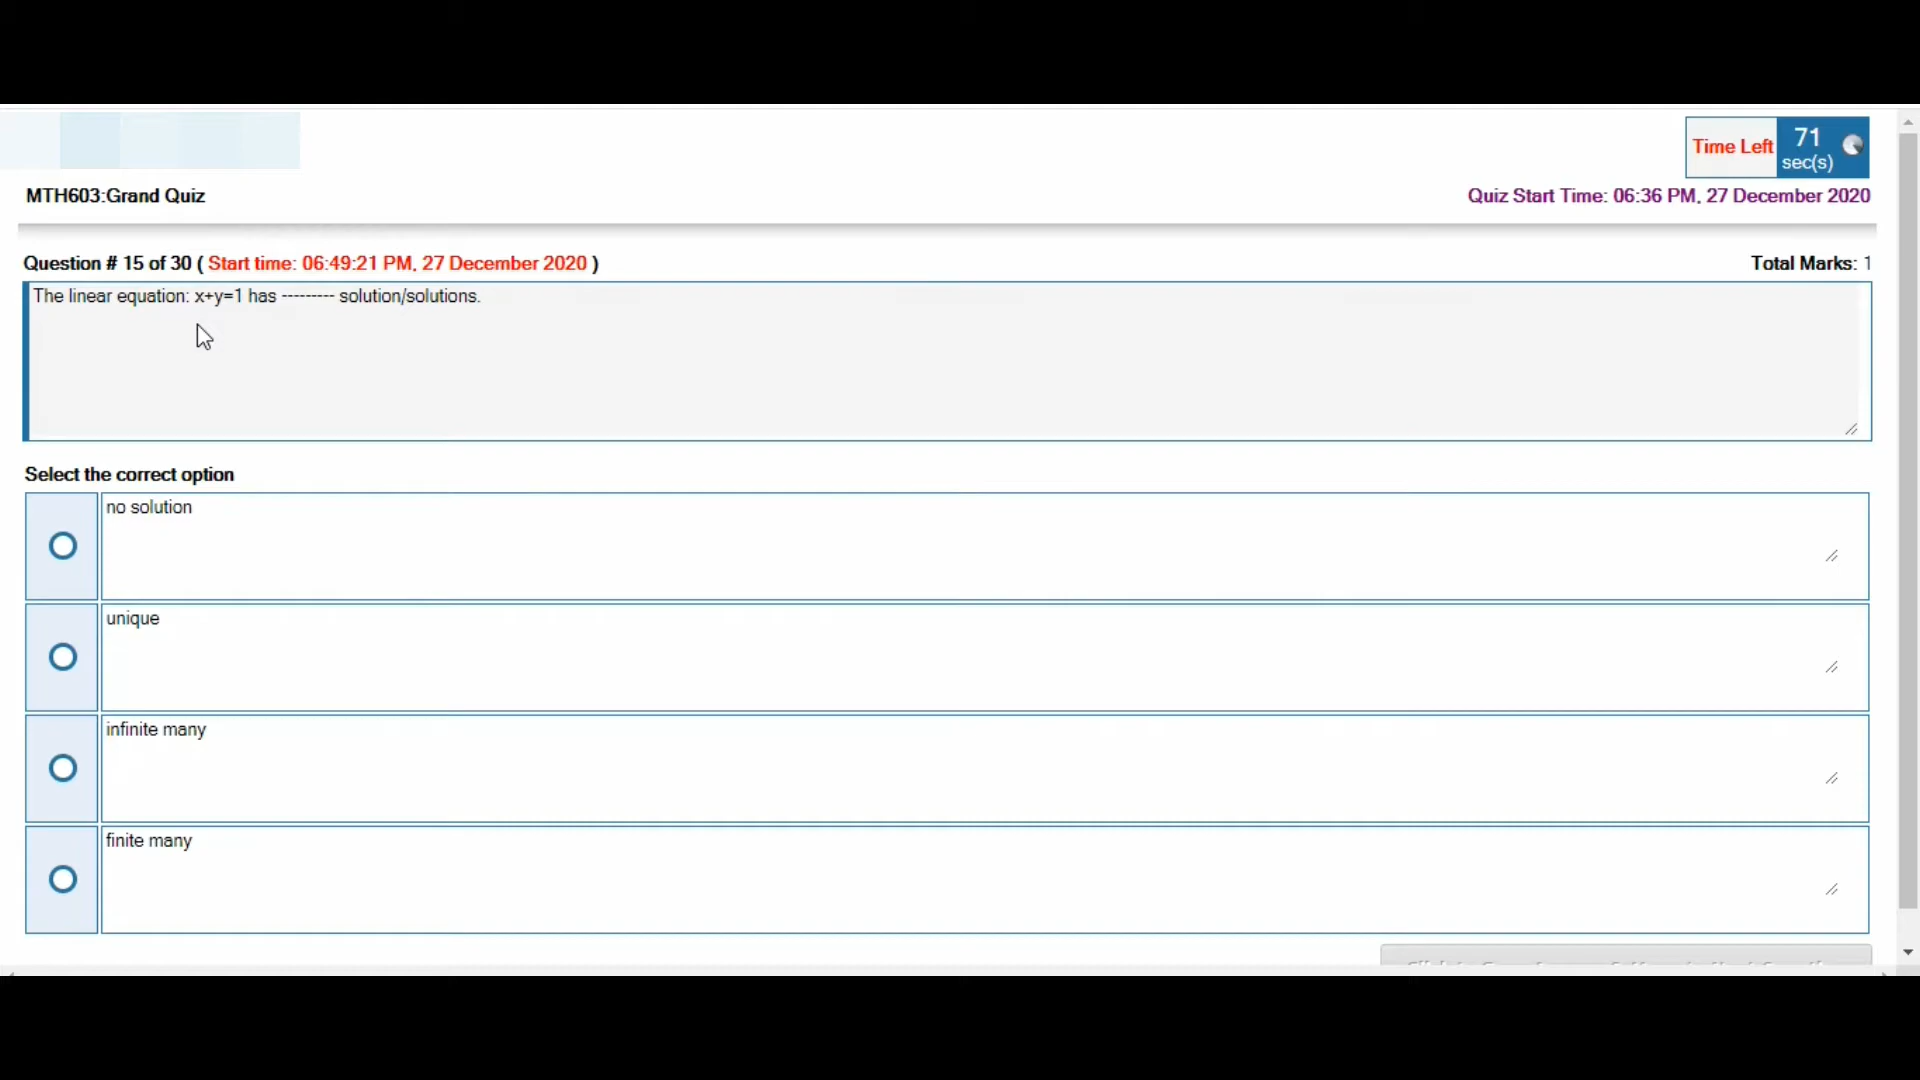 Time Left 71 sec(s)
MTH603:Grand Quiz
Quiz Start Time: 06:36 PM, 27 December 2020
Question # 15 of 30 ( Start time: 06:49:21 PM, 27 December 2020 )
Total Marks: 1
The linear equation: x+y=1 has --------- solution/solutions.
Select the correct option
no solution
unique
infinite many
finite many